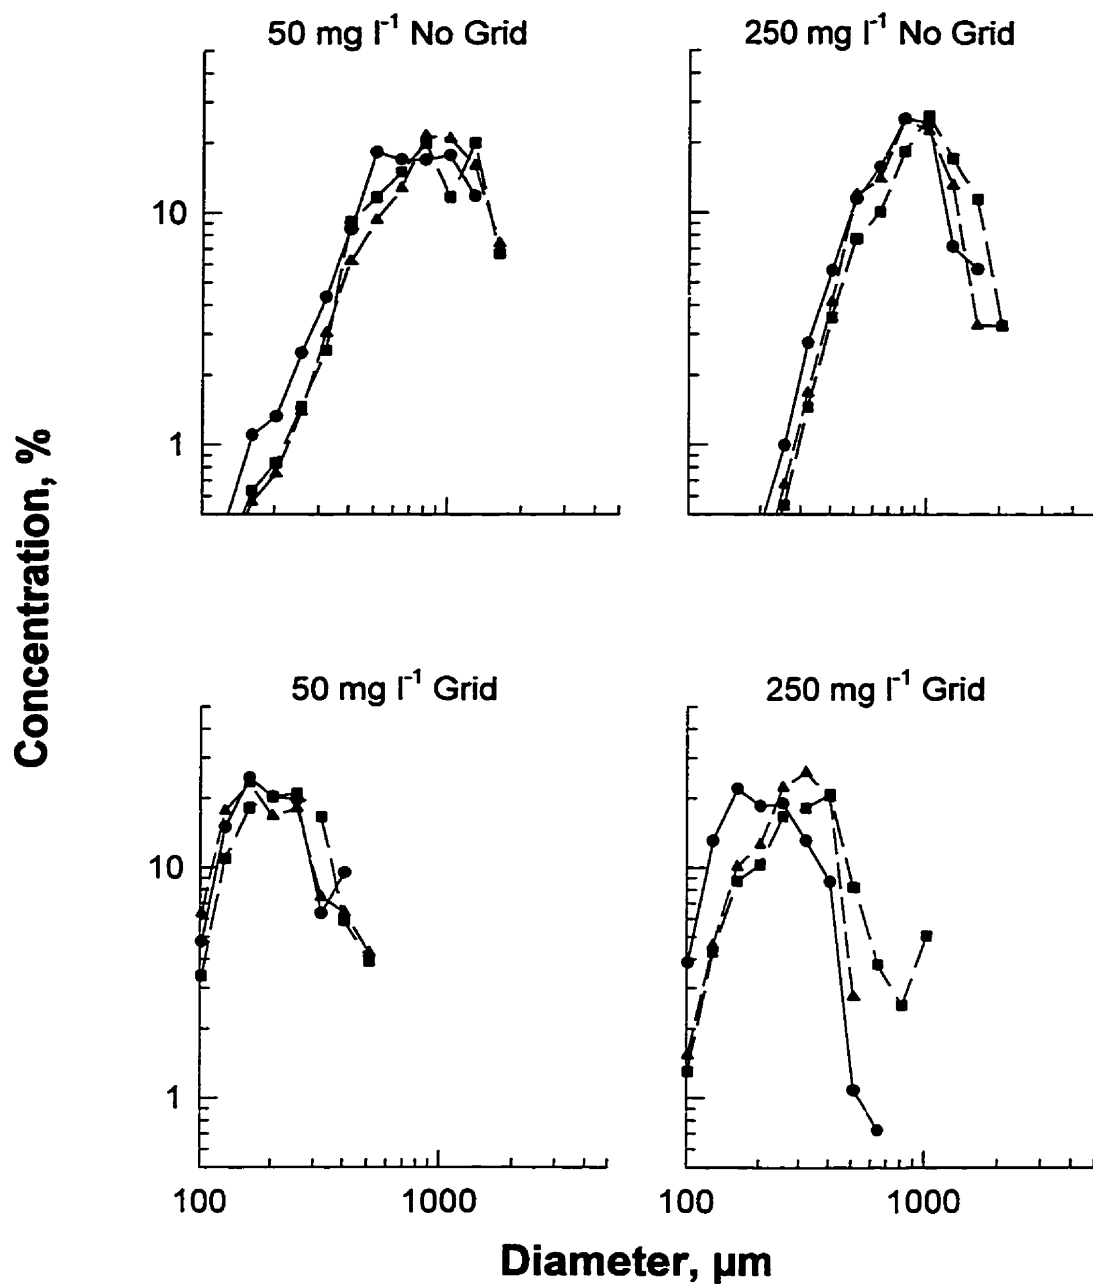 50 mg l⁻¹ No Grid
250 mg l⁻¹ No Grid
10
1
Concentration, %
50 mg l⁻¹ Grid
250 mg l⁻¹ Grid
10
1
100 1000 100 1000
Diameter, µm